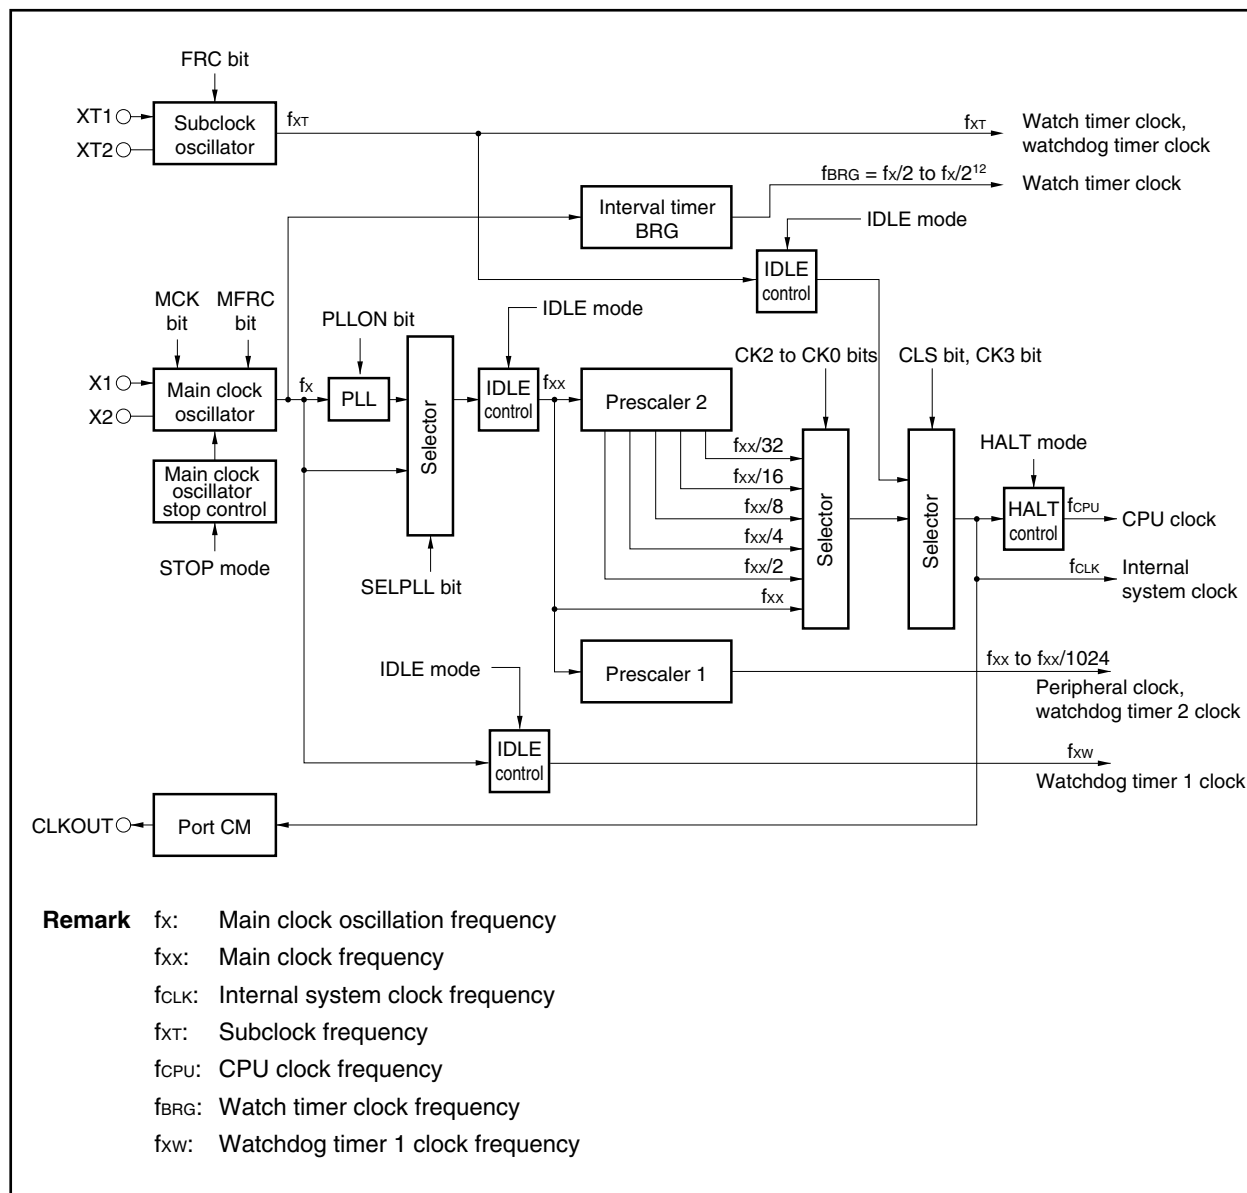 FRC bit
XT1
XT2
Subclock
oscillator
fXT
fXT
Watch timer clock,
watchdog timer clock
fBRG = fX/2 to fX/2¹²
Watch timer clock
Interval timer
BRG
IDLE mode
IDLE
control
MCK
bit
MFRC
bit
PLLON bit
IDLE mode
X1
X2
Main clock
oscillator
fX
PLL
Selector
IDLE
control
fXX
Prescaler 2
CK2 to CK0 bits
CLS bit, CK3 bit
Main clock
oscillator
stop control
STOP mode
SELPLL bit
fXX/32
fXX/16
fXX/8
fXX/4
fXX/2
fXX
Selector
Selector
HALT mode
HALT
control
fCPU
CPU clock
fCLK
Internal
system clock
IDLE mode
Prescaler 1
fXX to fXX/1024
Peripheral clock,
watchdog timer 2 clock
IDLE
control
fXW
Watchdog timer 1 clock
CLKOUT
Port CM
Remark fX: Main clock oscillation frequency
fXX: Main clock frequency
fCLK: Internal system clock frequency
fXT: Subclock frequency
fCPU: CPU clock frequency
fBRG: Watch timer clock frequency
fXW: Watchdog timer 1 clock frequency